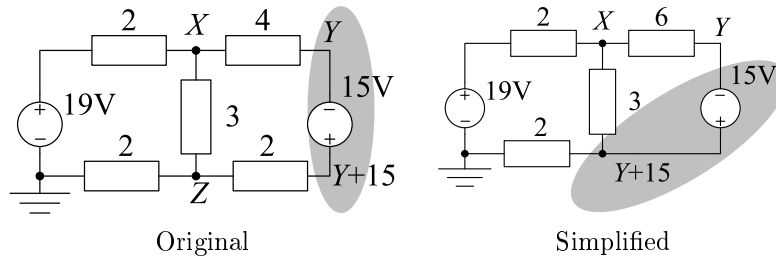 2 X 4 Y
19V 3 15V
2 Z 2 Y+15
Original
2 X 6 Y
19V 3 15V
2 Y+15
Simplified